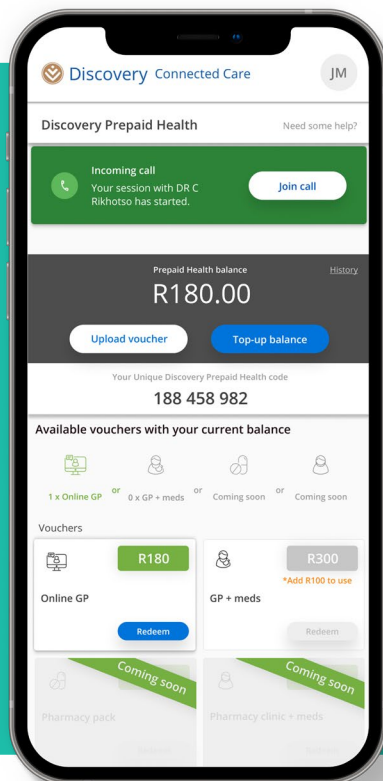 Discovery Connected Care
JM
Discovery Prepaid Health
Need some help?
Incoming call
Your session with DR C
Rikhotso has started.
Join call
Prepaid Health balance
History
R180.00
Upload voucher
Top-up balance
Your Unique Discovery Prepaid Health code
188 458 982
Available vouchers with your current balance
1 x Online GP or 0 x GP + meds or Coming soon or Coming soon
Vouchers
R180
Online GP
Redeem
R300
*Add R100 to use
GP + meds
Redeem
Coming soon
Pharmacy pack
Coming soon
Pharmacy clinic + meds